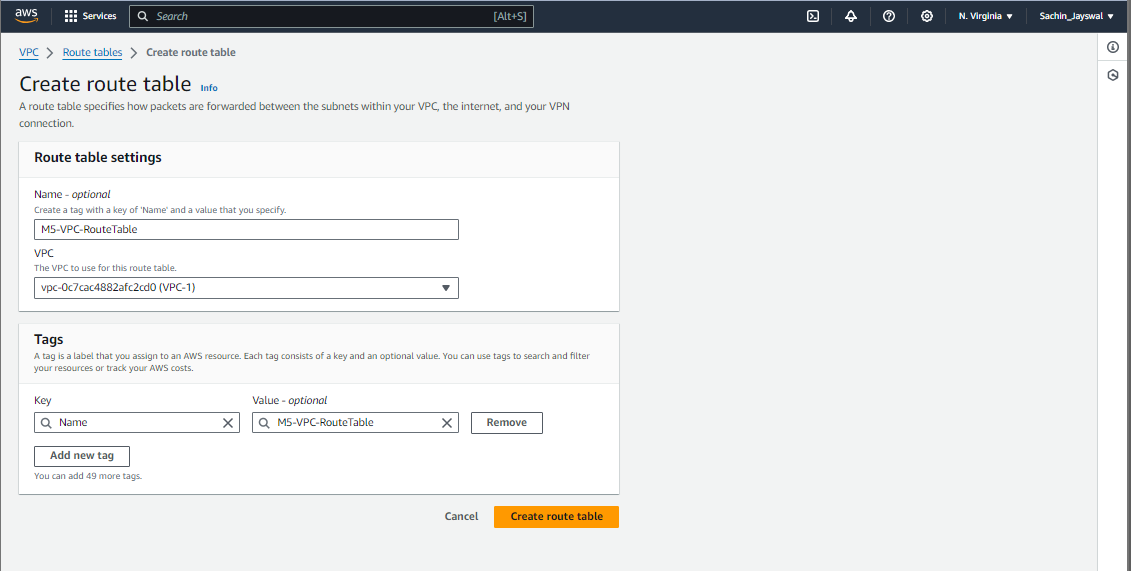 aws Services Search [Alt+S] N. Virginia Sachin_Jayswal
VPC Route tables Create route table
Create route table Info
A route table specifies how packets are forwarded between the subnets within your VPC, the internet, and your VPN
connection.
Route table settings
Name - optional
Create a tag with a key of 'Name' and a value that you specify.
M5-VPC-RouteTable
VPC
The VPC to use for this route table.
vpc-0c7cac4882afc2cd0 (VPC-1)
Tags
A tag is a label that you assign to an AWS resource. Each tag consists of a key and an optional value. You can use tags to search and filter
your resources or track your AWS costs.
Key Value - optional
Name M5-VPC-RouteTable Remove
Add new tag
You can add 49 more tags.
Cancel Create route table